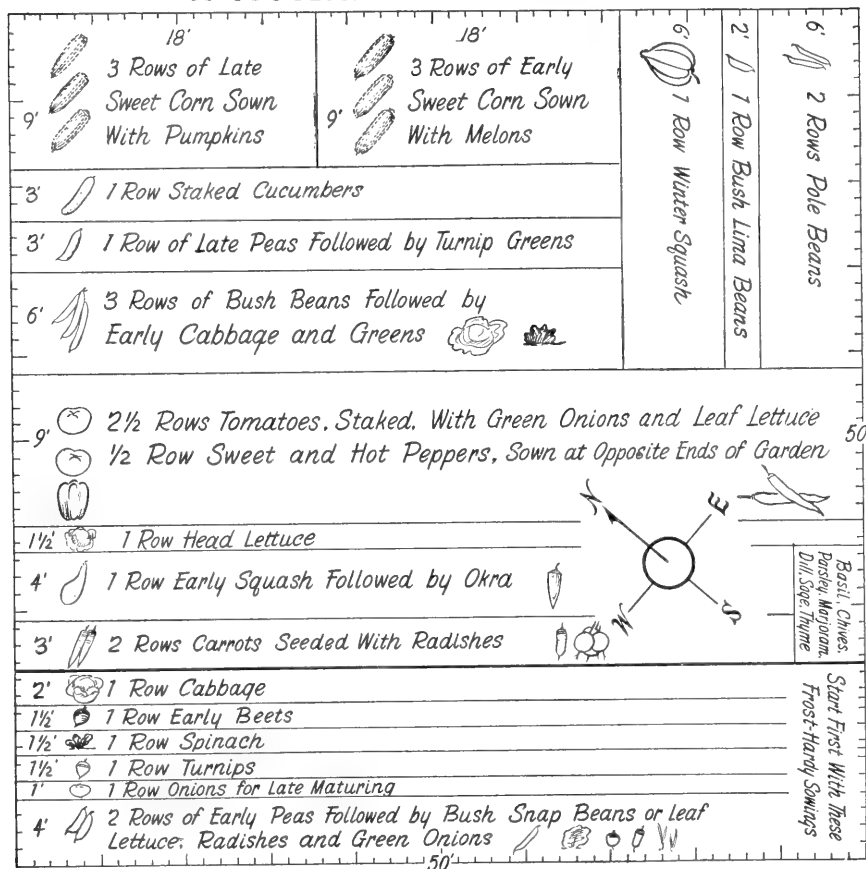 18'
9'
3 Rows of Late
Sweet Corn Sown
With Pumpkins
18'
9'
3 Rows of Early
Sweet Corn Sown
With Melons
6'
1 Row Winter Squash
2'
1 Row Bush Lima Beans
6'
2 Rows Pole Beans
3'
1 Row Staked Cucumbers
3'
1 Row of Late Peas Followed by Turnip Greens
6'
3 Rows of Bush Beans Followed by
Early Cabbage and Greens
9'
2½ Rows Tomatoes, Staked, With Green Onions and Leaf Lettuce
½ Row Sweet and Hot Peppers, Sown at Opposite Ends of Garden
50'
N
E
W
S
1½'
1 Row Head Lettuce
4'
1 Row Early Squash Followed by Okra
3'
2 Rows Carrots Seeded With Radishes
Basil, Chives,
Parsley, Marjoram,
Dill, Sage, Thyme
2'
1 Row Cabbage
1½'
1 Row Early Beets
1½'
1 Row Spinach
1½'
1 Row Turnips
1'
1 Row Onions for Late Maturing
4'
2 Rows of Early Peas Followed by Bush Snap Beans or leaf
Lettuce, Radishes and Green Onions
Start First With These
Frost-Hardy Sowings
50'